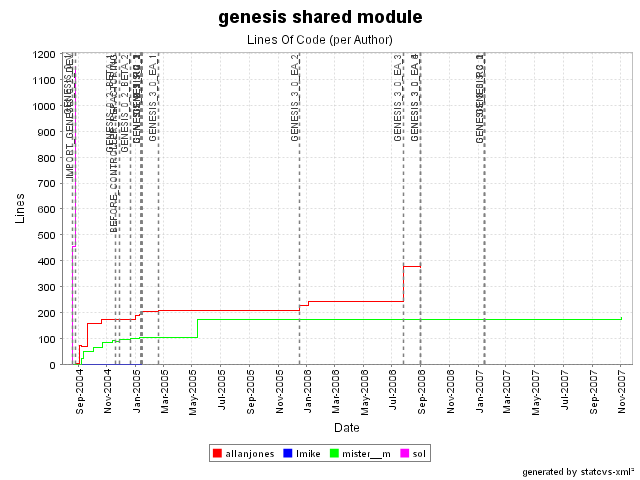 genesis shared module
Lines Of Code (per Author)
Lines
1200
1100
1000
900
800
700
600
500
400
300
200
100
0
BEFORE_CONTROLLER_REFACTORING
GENESIS_3_0_EA_1
GENESIS_3_0_EA_2
GENESIS_3_0_EA_3
Sep-2004
Nov-2004
Jan-2005
Mar-2005
May-2005
Jul-2005
Sep-2005
Nov-2005
Jan-2006
Mar-2006
May-2006
Jul-2006
Sep-2006
Nov-2006
Jan-2007
Mar-2007
May-2007
Jul-2007
Sep-2007
Nov-2007
Date
allanjones
lmike
mister__m
sol
generated by statcvs-xml²